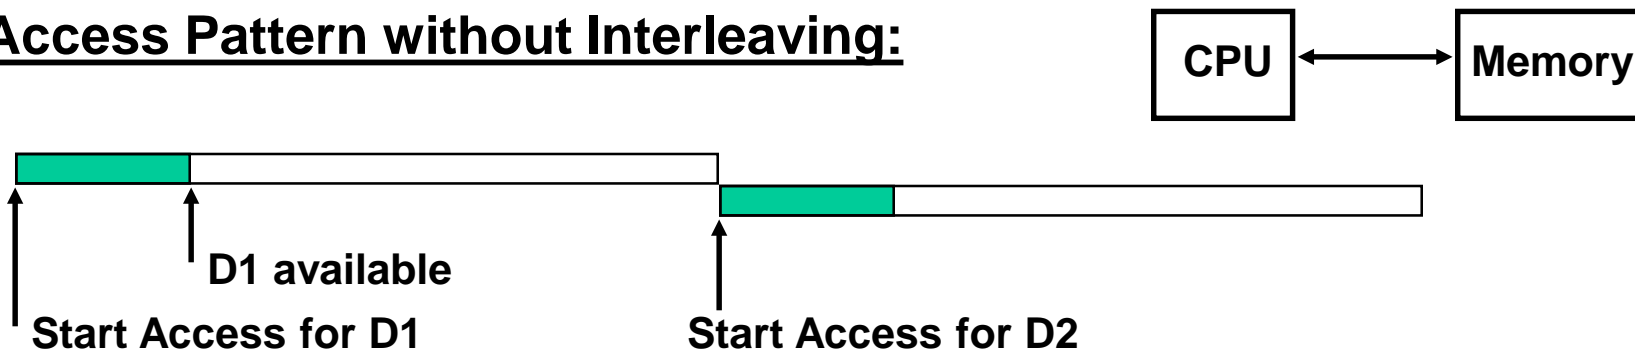 Access Pattern without Interleaving:
CPU
Memory
D1 available
Start Access for D1
Start Access for D2